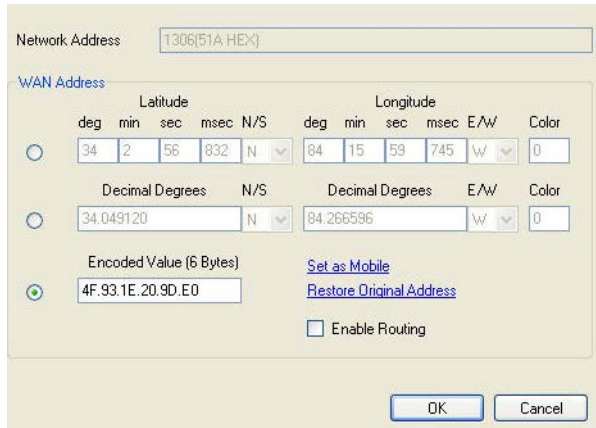 Network Address 1306(51A HEX)
WAN Address
Latitude Longitude
deg min sec msec N/S deg min sec msec E/W Color
34 2 56 832 N 84 15 59 745 W 0
Decimal Degrees N/S Decimal Degrees E/W Color
34.049120 N 84.266596 W 0
Encoded Value (6 Bytes)
Set as Mobile
4F.93.1E.20.9D.E0 Restore Original Address
Enable Routing
OK Cancel